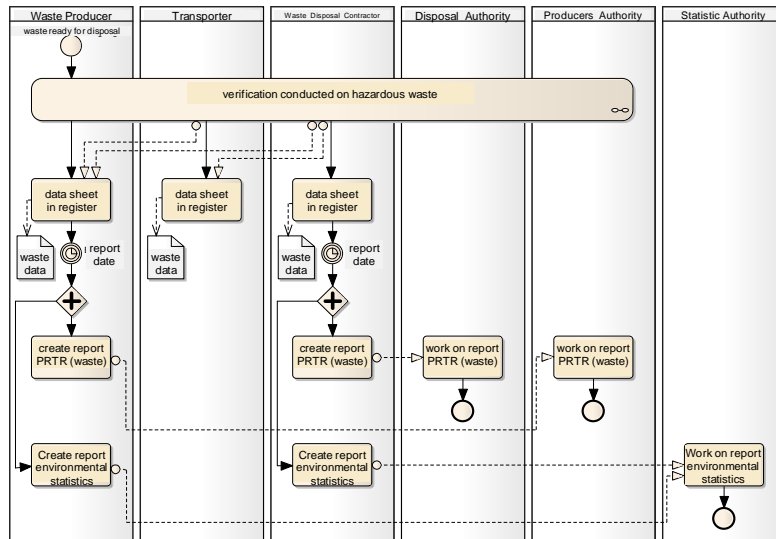 Waste Producer
Transporter
Waste Disposal Contractor
Disposal Authority
Producers Authority
Statistic Authority
waste ready for disposal
verification conducted on hazardous waste
data sheet
in register
data sheet
in register
data sheet
in register
waste
data
report
date
waste
data
waste
data
report
date
create report
PRTR (waste)
create report
PRTR (waste)
work on report
PRTR (waste)
work on report
PRTR (waste)
Create report
environmental
statistics
Create report
environmental
statistics
Work on report
environmental
statistics